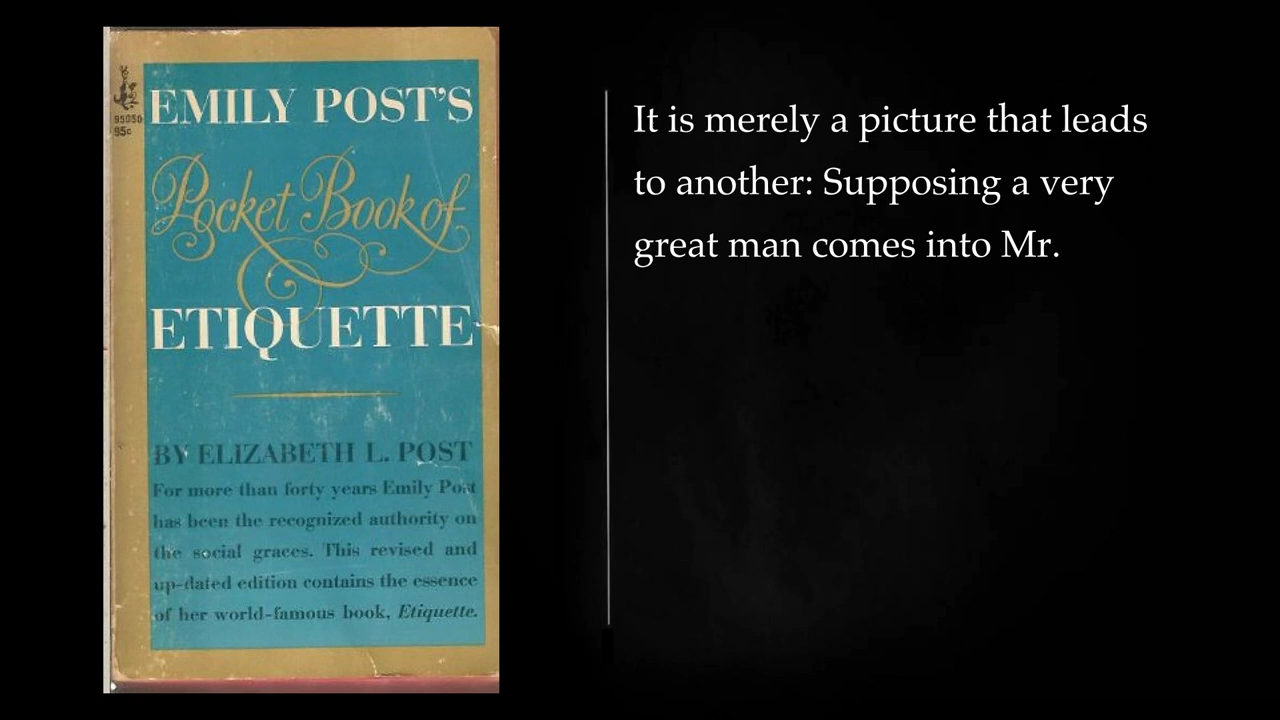 EMILY POST'S
95050
95c
Pocket Book of
ETIQUETTE
BY ELIZABETH L. POST
For more than forty years Emily Post
has been the recognized authority on
the social graces. This revised and
up-dated edition contains the essence
of her world-famous book, Etiquette.
It is merely a picture that leads
to another: Supposing a very
great man comes into Mr.